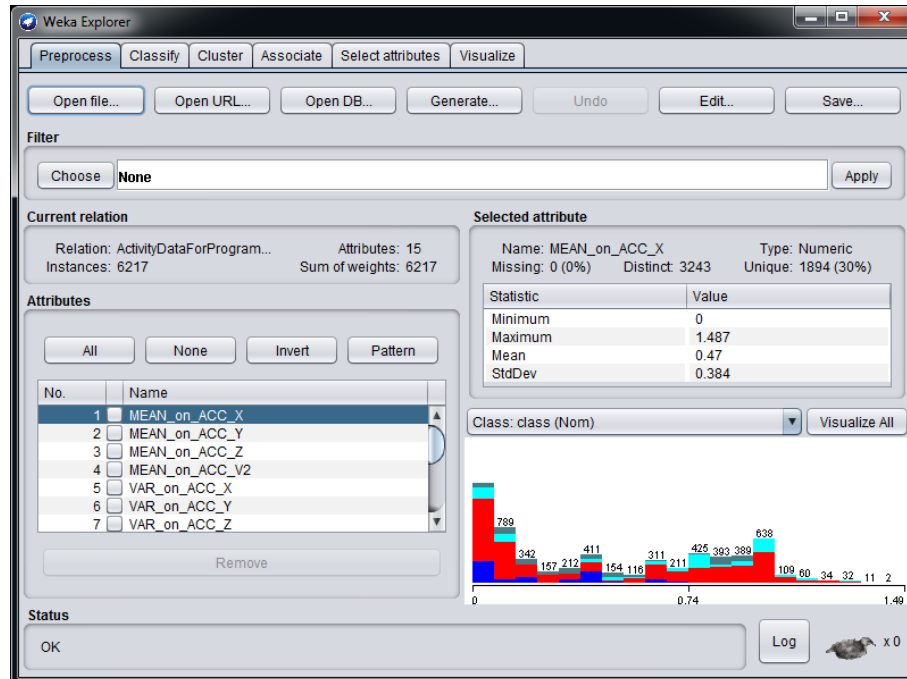 Weka Explorer
Preprocess Classify Cluster Associate Select attributes Visualize
Open file... Open URL... Open DB... Generate... Undo Edit... Save...
Filter
Choose None Apply
Current relation
Relation: ActivityDataForProgram... Attributes: 15
Instances: 6217 Sum of weights: 6217
Selected attribute
Name: MEAN_on_ACC_X Type: Numeric
Missing: 0 (0%) Distinct: 3243 Unique: 1894 (30%)
Statistic Value
Minimum 0
Maximum 1.487
Mean 0.47
StdDev 0.384
Attributes
All None Invert Pattern
No. Name
1 MEAN_on_ACC_X
2 MEAN_on_ACC_Y
3 MEAN_on_ACC_Z
4 MEAN_on_ACC_V2
5 VAR_on_ACC_X
6 VAR_on_ACC_Y
7 VAR_on_ACC_Z
Remove
Class: class (Nom) Visualize All
789 342 157 212 411 154 116 311 211 425 393 389 638 109 60 34 32 11 2
0 0.74 1.49
Status
OK
Log x 0